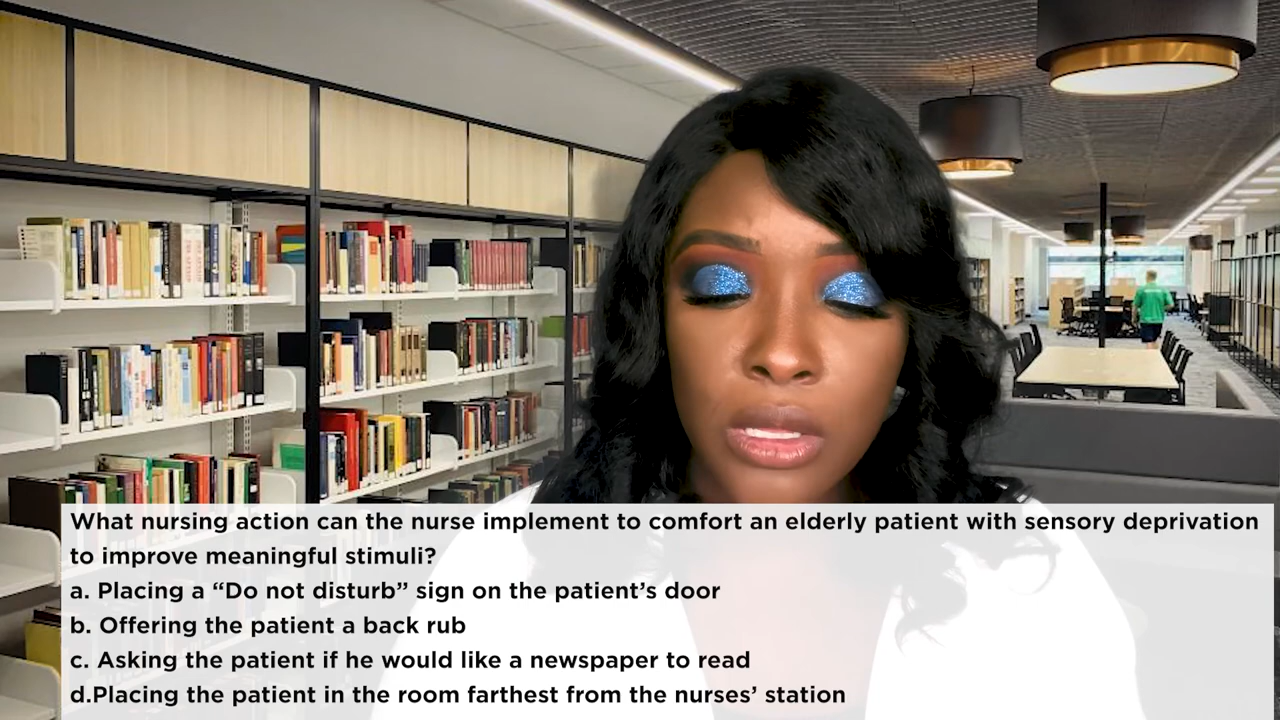 What nursing action can the nurse implement to comfort an elderly patient with sensory deprivation
to improve meaningful stimuli?
a. Placing a “Do not disturb” sign on the patient’s door
b. Offering the patient a back rub
c. Asking the patient if he would like a newspaper to read
d.Placing the patient in the room farthest from the nurses’ station